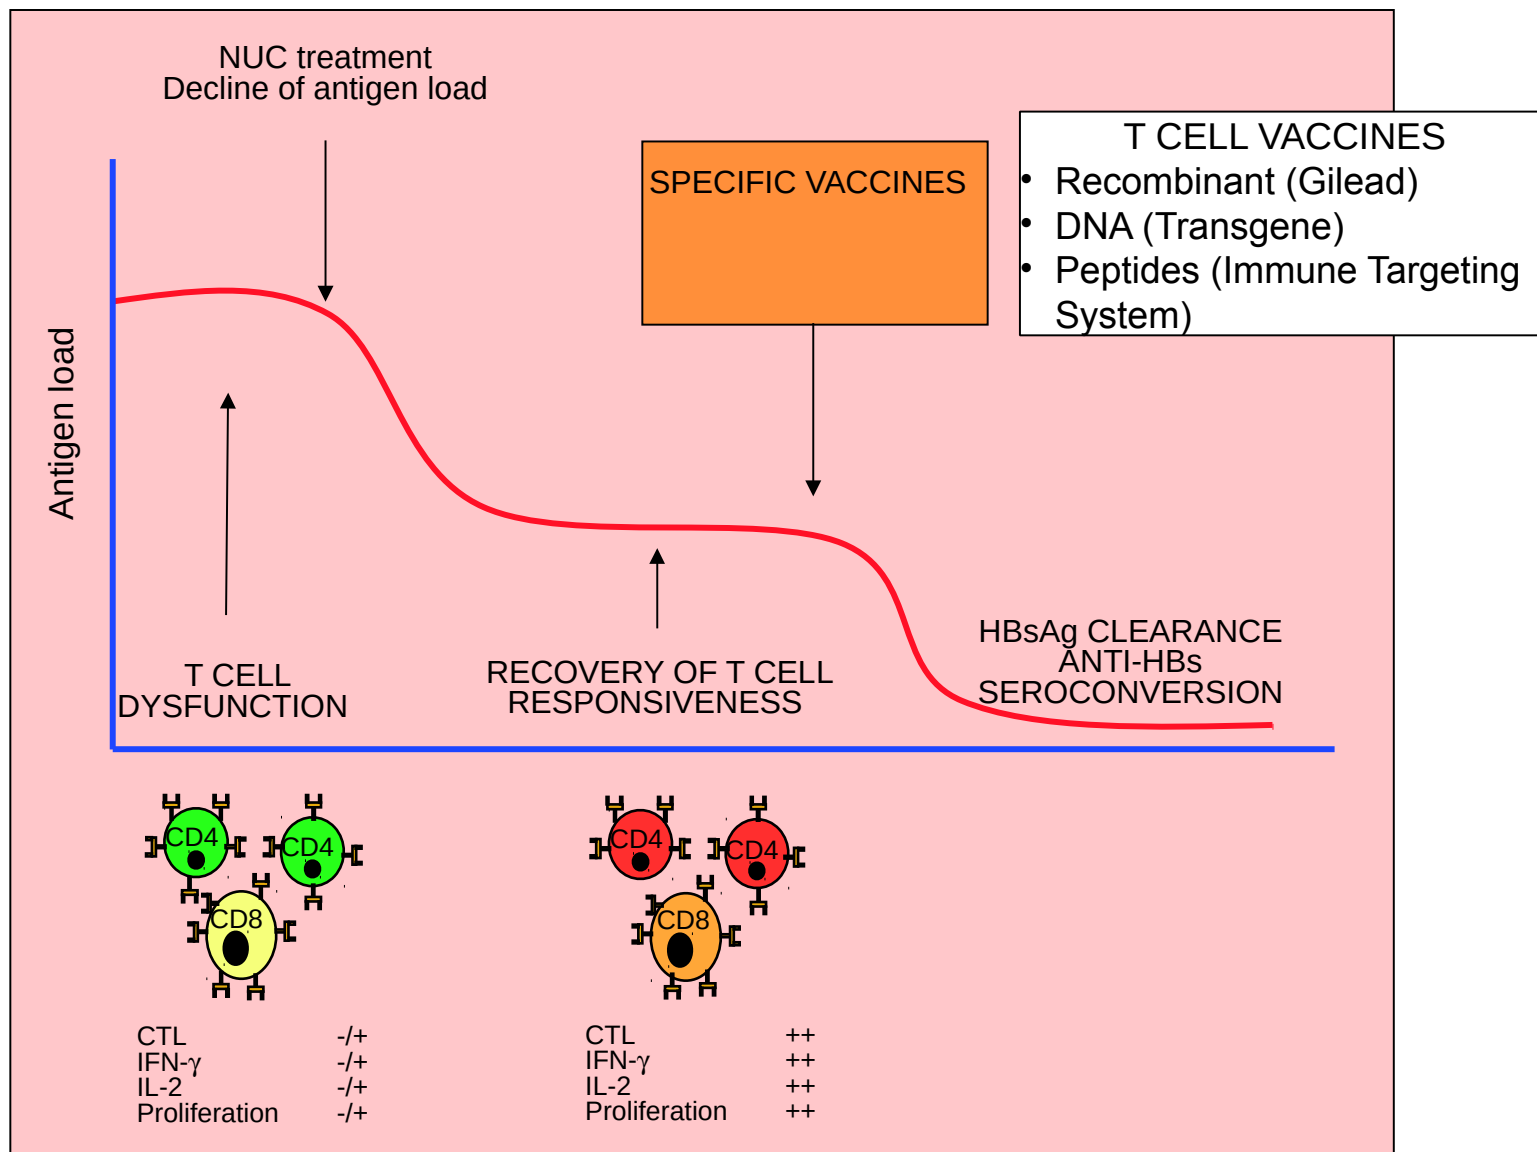 NUC treatment
Decline of antigen load
SPECIFIC VACCINES
T CELL VACCINES
• Recombinant (Gilead)
• DNA (Transgene)
• Peptides (Immune Targeting
System)
Antigen load
T CELL
DYSFUNCTION
RECOVERY OF T CELL
RESPONSIVENESS
HBsAg CLEARANCE
ANTI-HBs
SEROCONVERSION
CD4
CD4
CD8
CD4
CD4
CD8
CTL -/+
IFN-γ -/+
IL-2 -/+
Proliferation -/+
CTL ++
IFN-γ ++
IL-2 ++
Proliferation ++